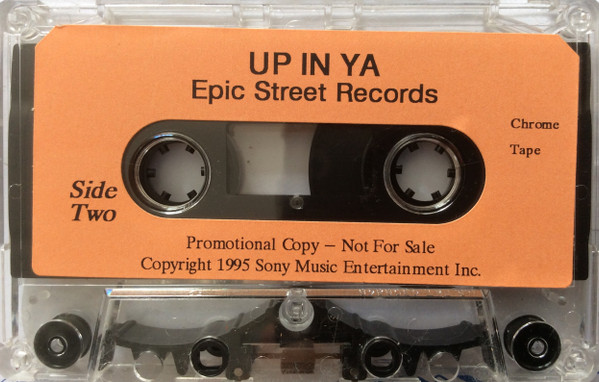 UP IN YA
Epic Street Records
Chrome
Tape
Side
Two
Promotional Copy – Not For Sale
Copyright 1995 Sony Music Entertainment Inc.